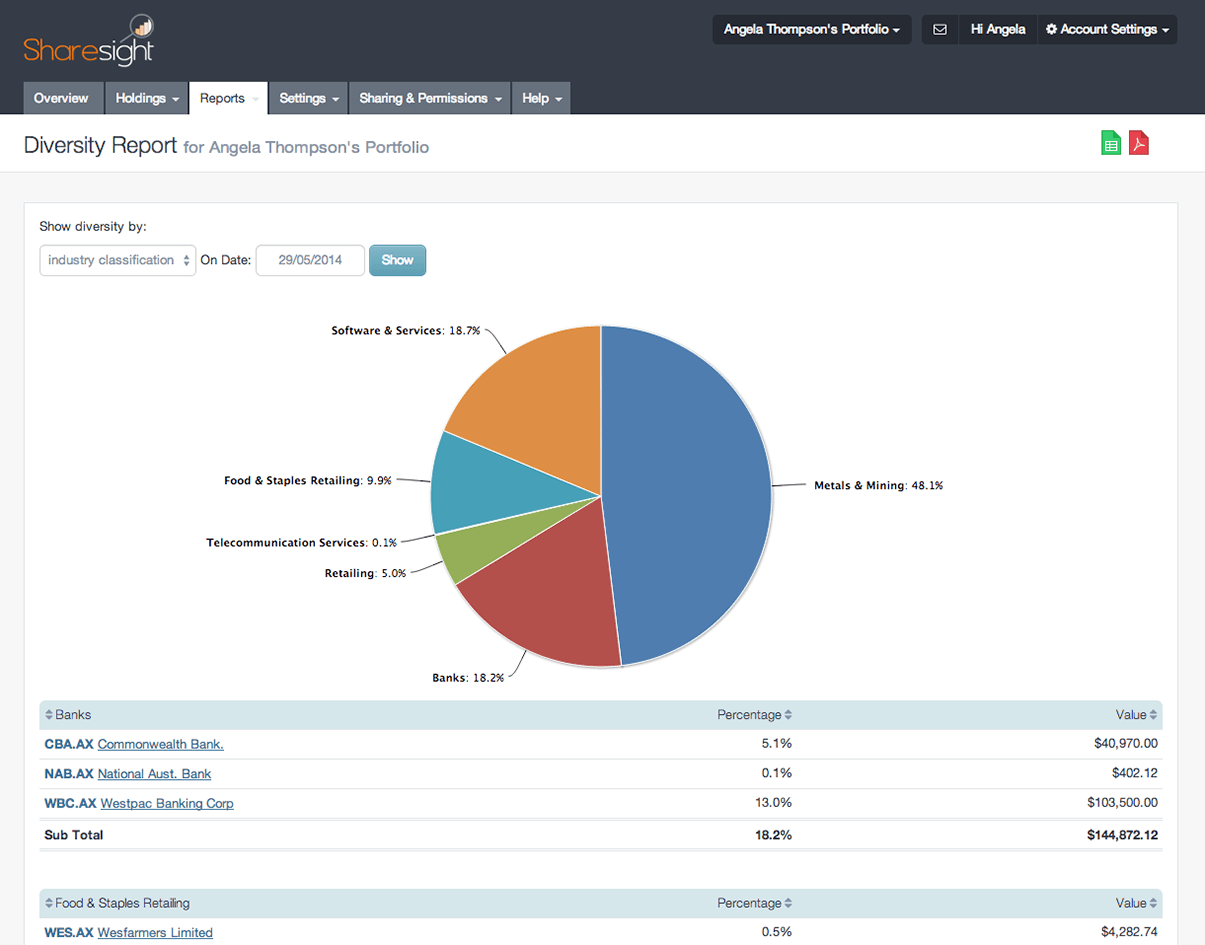 Sharesight
Angela Thompson's Portfolio
Hi Angela
Account Settings
Overview Holdings Reports Settings Sharing & Permissions Help
Diversity Report for Angela Thompson's Portfolio
Show diversity by:
industry classification On Date: 29/05/2014 Show
Software & Services: 18.7%
Food & Staples Retailing: 9.9%
Metals & Mining: 48.1%
Telecommunication Services: 0.1%
Retailing: 5.0%
Banks: 18.2%
Banks Percentage Value
CBA.AX Commonwealth Bank. 5.1% $40,970.00
NAB.AX National Aust. Bank 0.1% $402.12
WBC.AX Westpac Banking Corp 13.0% $103,500.00
Sub Total 18.2% $144,872.12
Food & Staples Retailing Percentage Value
WES.AX Wesfarmers Limited 0.5% $4,282.74